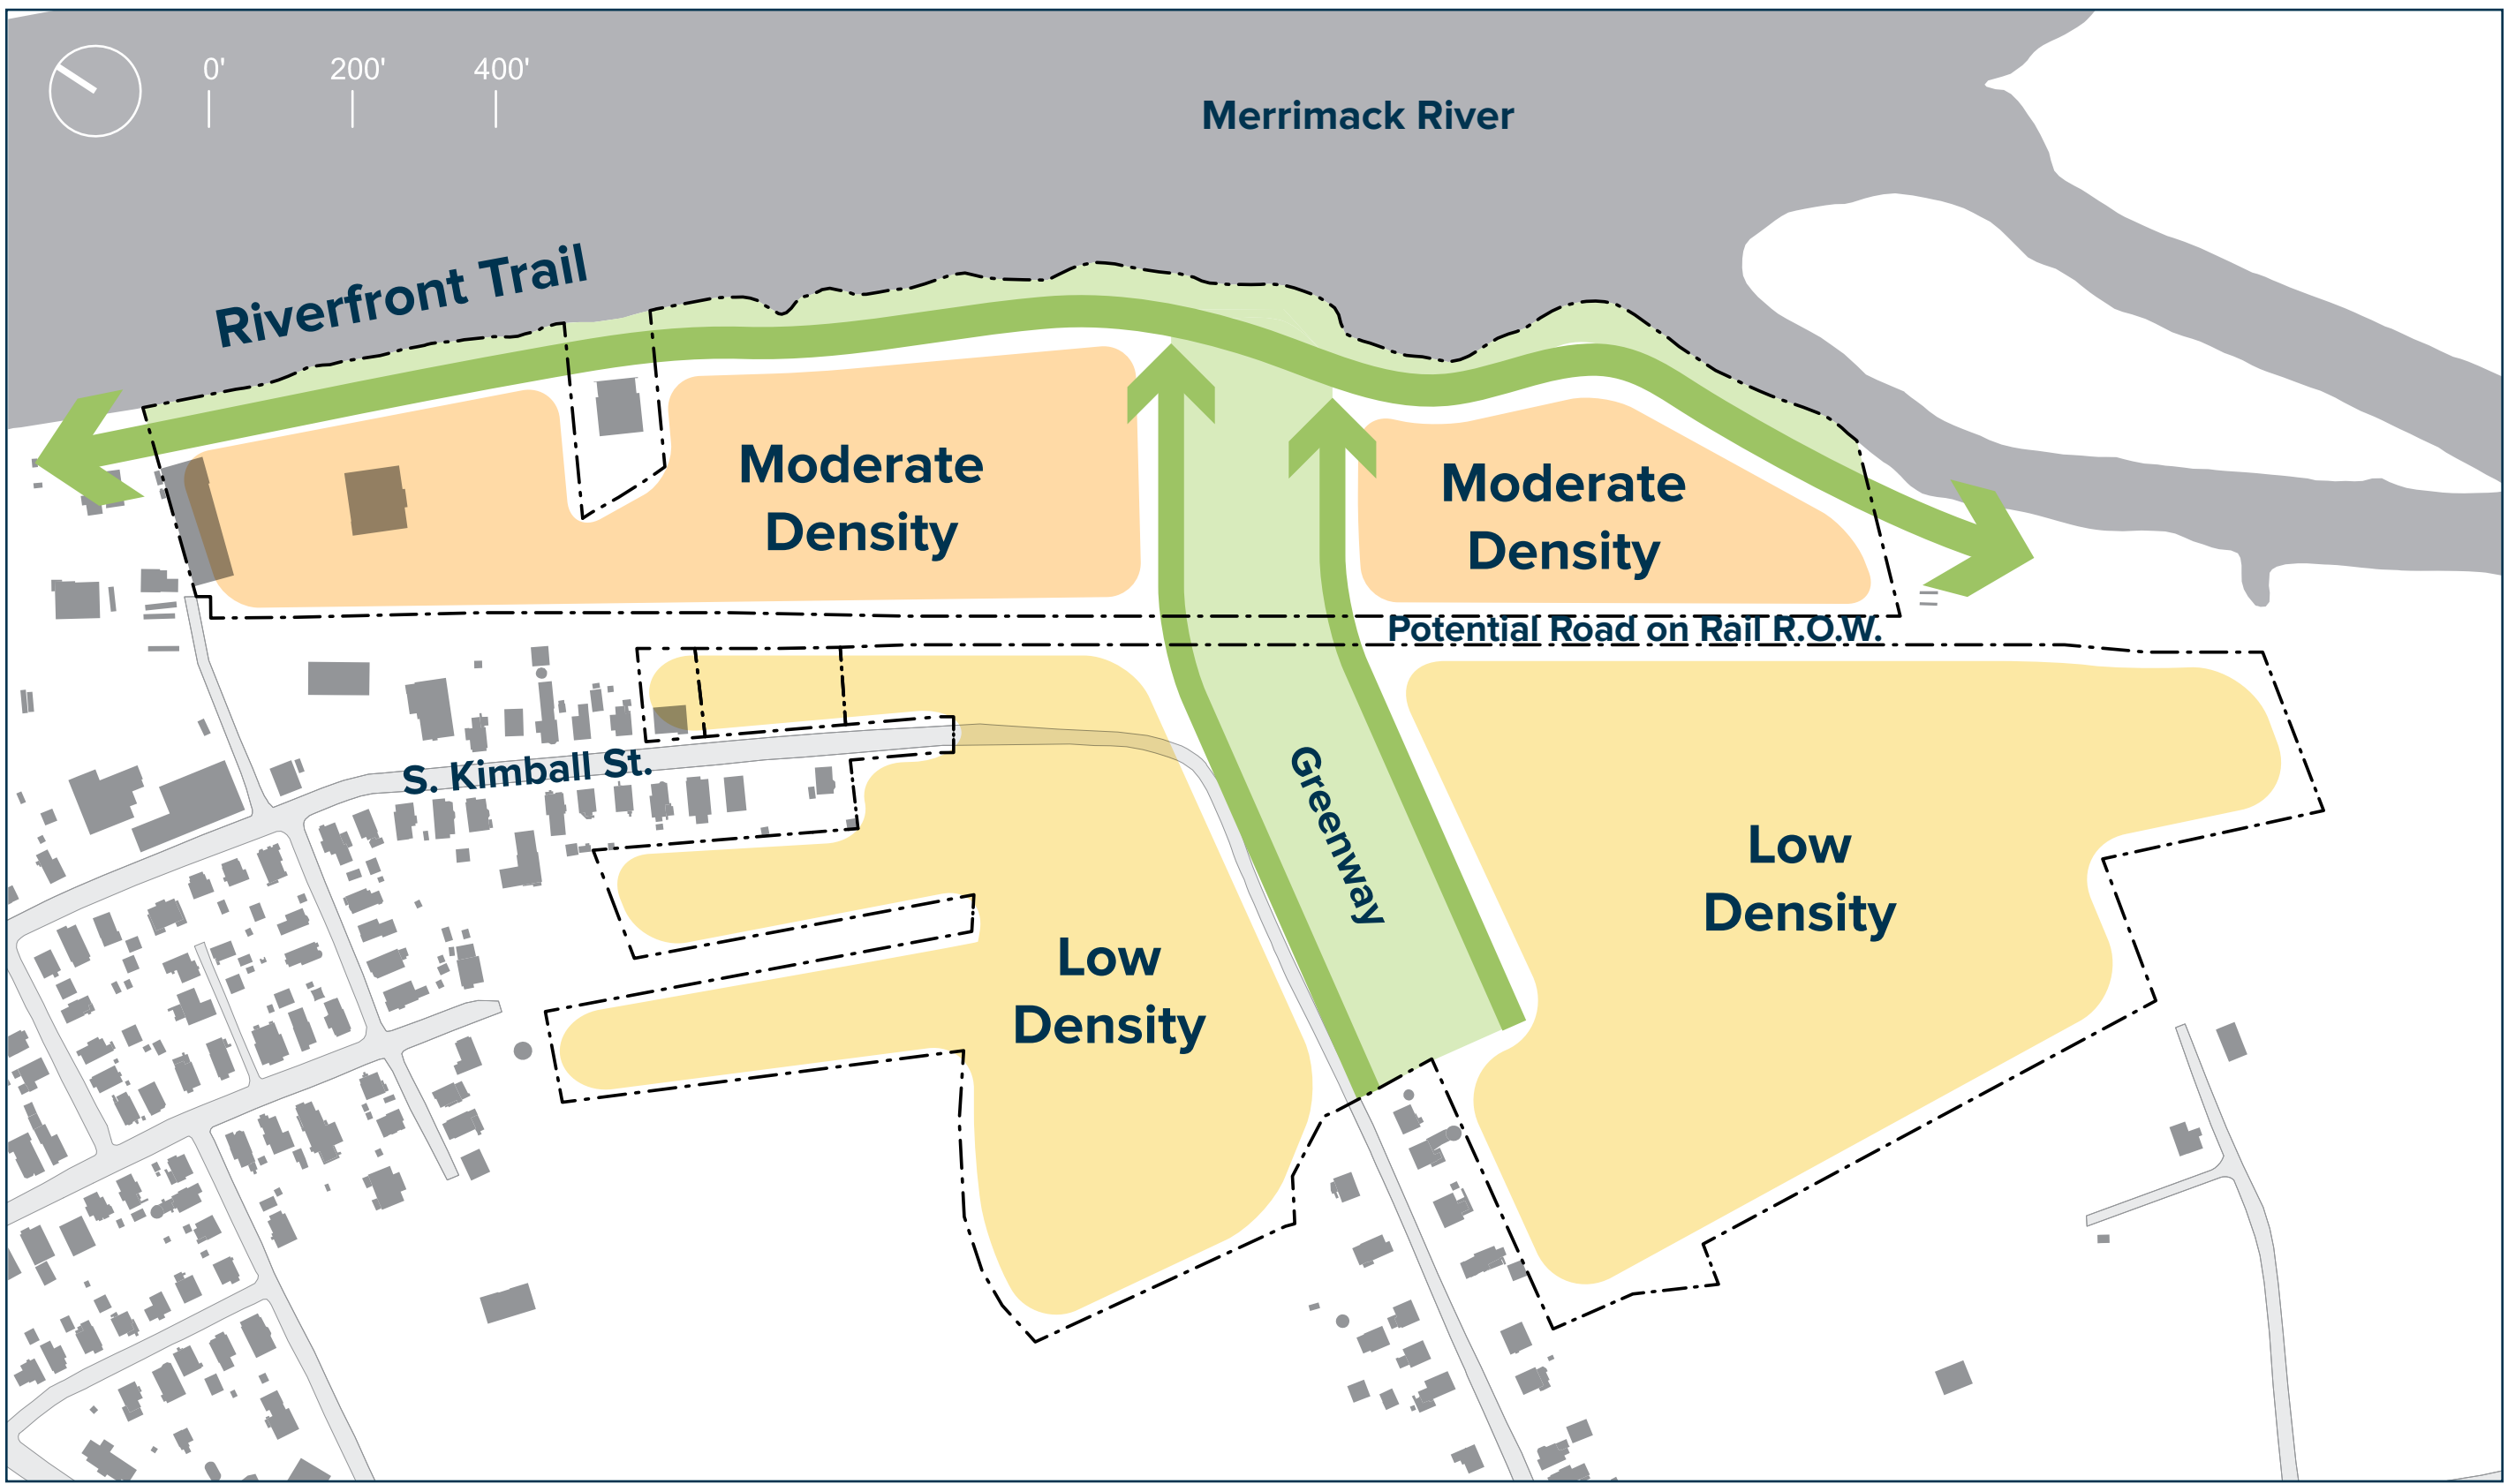 0' 200' 400'
Merrimack River
Riverfront Trail
Moderate
Density
Moderate
Density
Potential Road on Rail R.O.W.
S. Kimball St.
Greenway
Low
Density
Low
Density